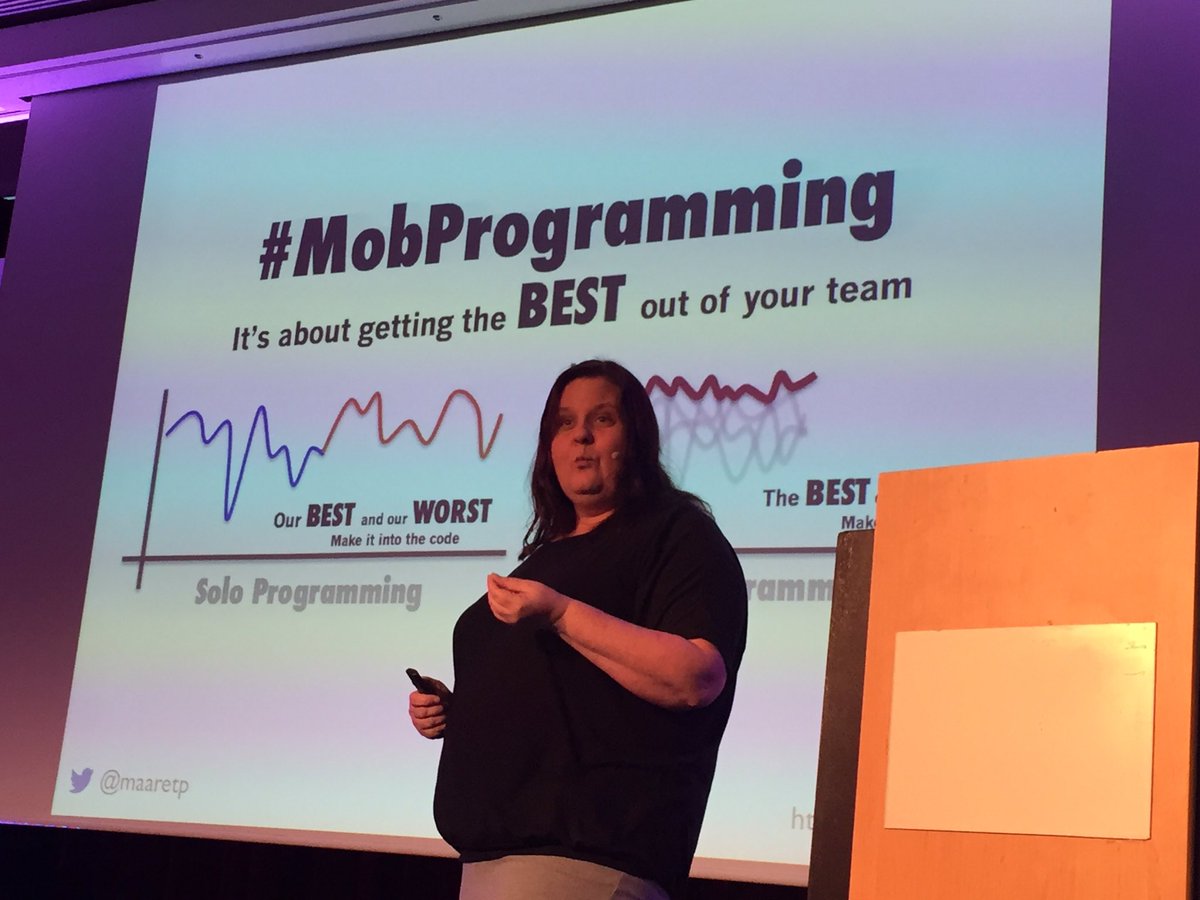 #MobProgramming
It's about getting the BEST out of your team
Our BEST and our WORST
Make it into the code
The BEST
Solo Programming
@maaretp